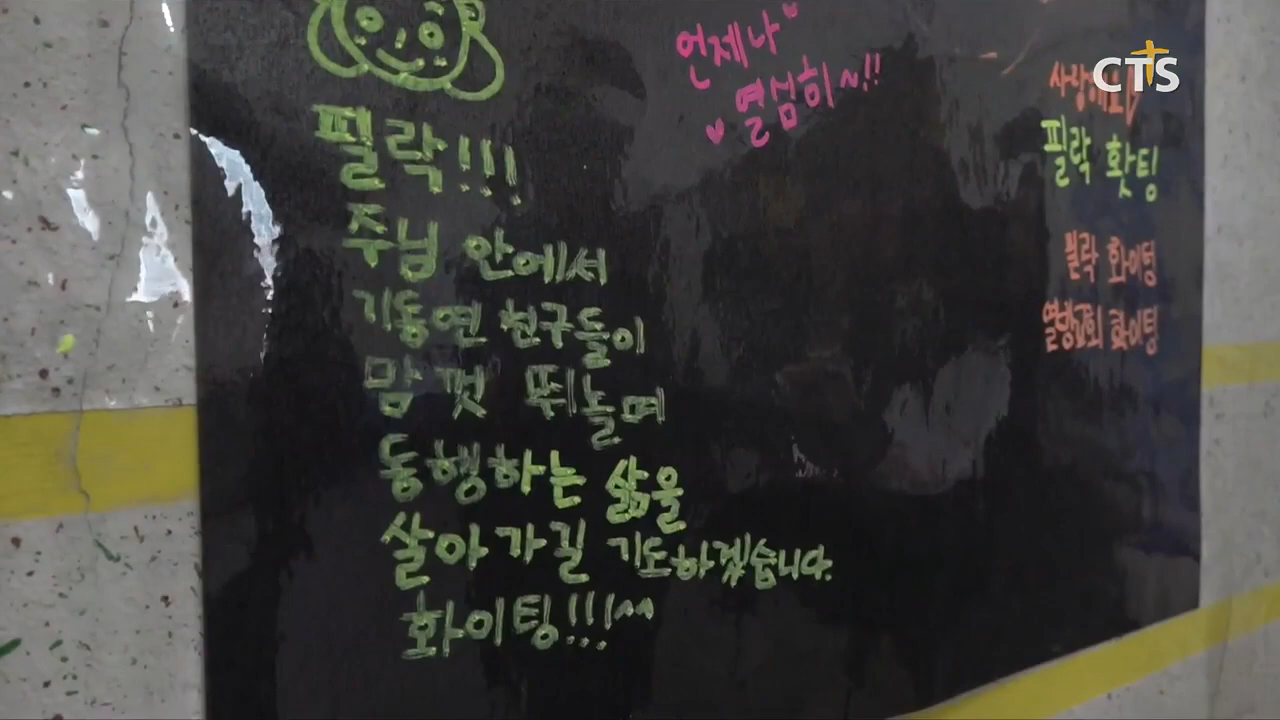 필락!!!
주님 안에서
기동연 친구들이
맘껏 뛰놀며
동행하는 삶을
살아가길 기도하겠습니다.
화이팅!!!^^
언제나
열심히~!!
CTS
사랑해요
필락 홧팅
필락 화이팅
열방교회 화이팅